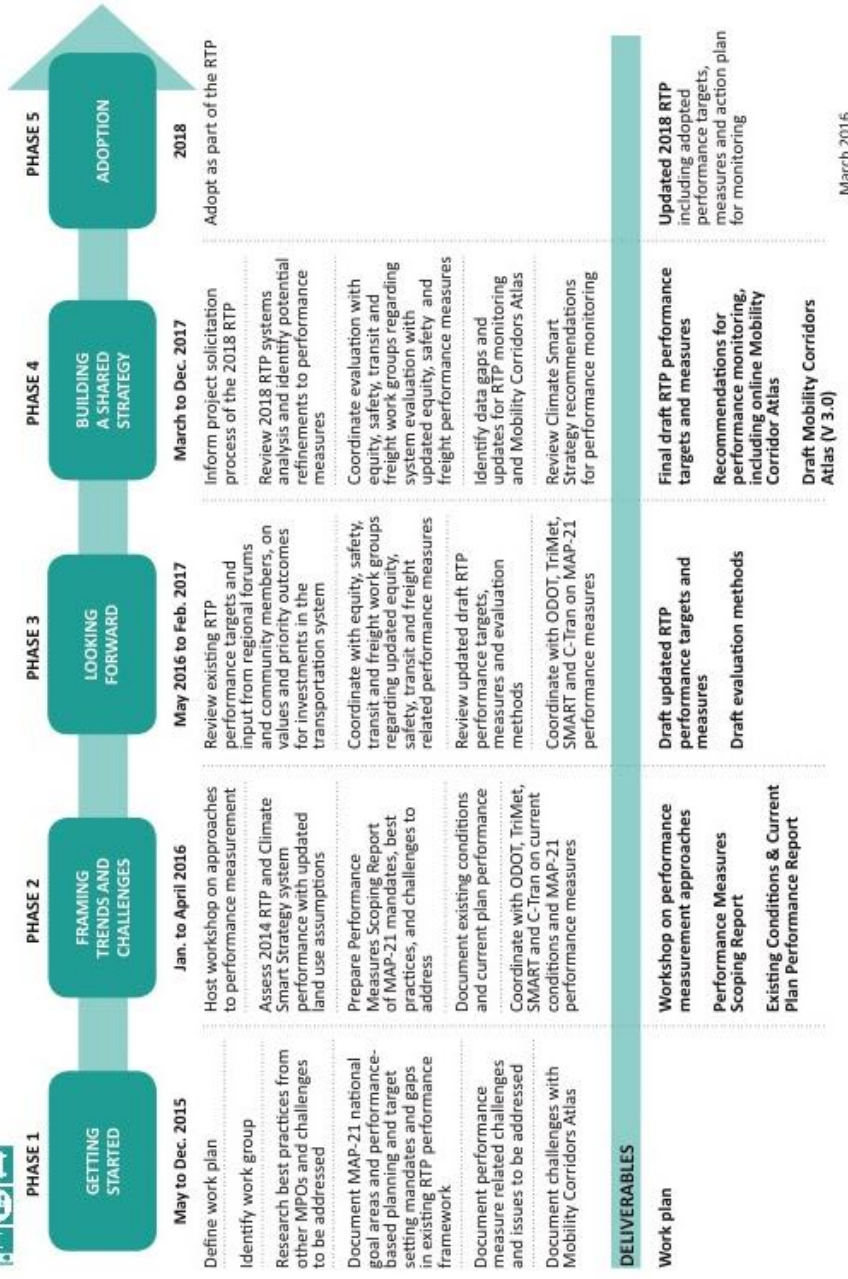 PHASE 1
GETTING
STARTED
May to Dec. 2015
Define work plan
Identify work group
Research best practices from
other MPOs and challenges
to be addressed
Document MAP-21 national
goal areas and performance-
based planning and target
setting mandates and gaps
in existing RTP performance
framework
Document performance
measure related challenges
and issues to be addressed
Document challenges with
Mobility Corridors Atlas
PHASE 2
FRAMING
TRENDS AND
CHALLENGES
Jan. to April 2016
Host workshop on approaches
to performance measurement
Assess 2014 RTP and Climate
Smart Strategy system
performance with updated
land use assumptions
Prepare Performance
Measures Scoping Report
of MAP-21 mandates, best
practices, and challenges to
address
Document existing conditions
and current plan performance
Coordinate with ODOT, TriMet,
SMART and C-Tran on current
conditions and MAP-21
performance measures
PHASE 3
LOOKING
FORWARD
May 2016 to Feb. 2017
Review existing RTP
performance targets and
input from regional forums
and community members, on
values and priority outcomes
for investments in the
transportation system
Coordinate with equity, safety,
transit and freight work groups
regarding updated equity,
safety, transit and freight
related performance measures
Review updated draft RTP
performance targets,
measures and evaluation
methods
Coordinate with ODOT, TriMet,
SMART and C-Tran on MAP-21
performance measures
PHASE 4
BUILDING
A SHARED
STRATEGY
March to Dec. 2017
Inform project solicitation
process of the 2018 RTP
Review 2018 RTP systems
analysis and identify potential
refinements to performance
measures
Coordinate evaluation with
equity, safety, transit and
freight work groups regarding
system evaluation with
updated equity, safety and
freight performance measures
Identify data gaps and
updates for RTP monitoring
and Mobility Corridors Atlas
Review Climate Smart
Strategy recommendations
for performance monitoring
PHASE 5
ADOPTION
2018
Adopt as part of the RTP
DELIVERABLES
Work plan
Workshop on performance
measurement approaches
Performance Measures
Scoping Report
Existing Conditions & Current
Plan Performance Report
Draft updated RTP
performance targets and
measures
Draft evaluation methods
Final draft RTP performance
targets and measures
Recommendations for
performance monitoring,
including online Mobility
Corridor Atlas
Draft Mobility Corridors
Atlas (V 3.0)
Updated 2018 RTP
including adopted
performance targets,
measures and action plan
for monitoring
March 2016